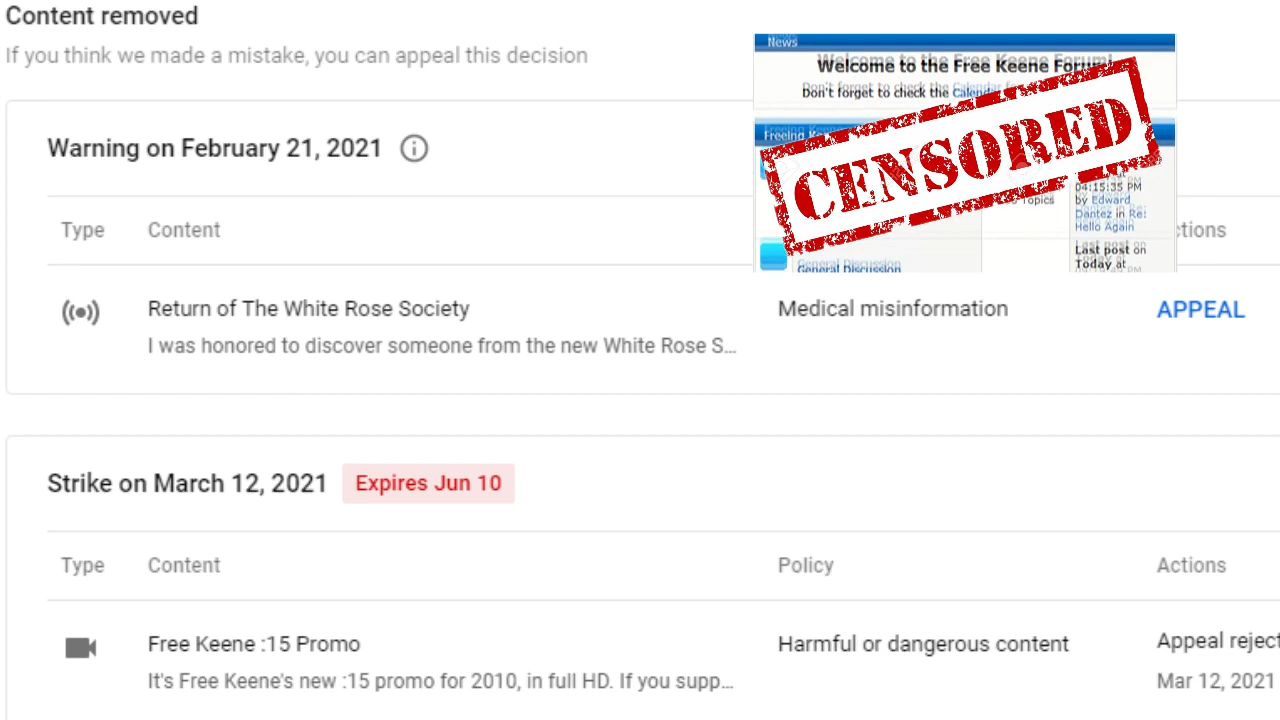 Content removed
If you think we made a mistake, you can appeal this decision
News
Welcome to the Free Keene Forum!
Don't forget to check the Calendar
Freeing
CENSORED
Topics
04:15:35 PM
by Edward
Dantez in Re:
Hello Again
Last post on
Today at
General Discussion
Warning on February 21, 2021
Type Content ctions
Return of The White Rose Society Medical misinformation APPEAL
I was honored to discover someone from the new White Rose S...
Strike on March 12, 2021 Expires Jun 10
Type Content Policy Actions
Free Keene :15 Promo Harmful or dangerous content Appeal reject
It's Free Keene's new :15 promo for 2010, in full HD. If you supp... Mar 12, 2021